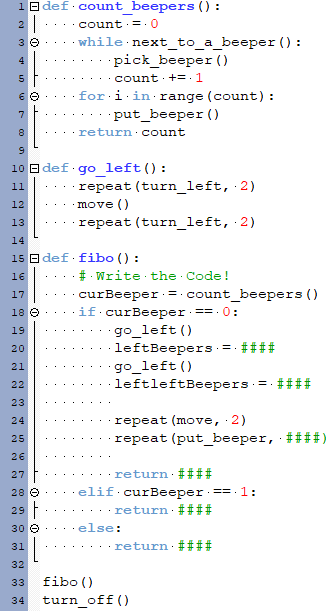 1 def count_beepers():
2     count = 0
3     while next_to_a_beeper():
4         pick_beeper()
5         count += 1
6     for i in range(count):
7         put_beeper()
8     return count
9
10 def go_left():
11     repeat(turn_left, 2)
12     move()
13     repeat(turn_left, 2)
14
15 def fibo():
16     # Write the Code!
17     curBeeper = count_beepers()
18     if curBeeper == 0:
19         go_left()
20         leftBeepers = ####
21         go_left()
22         leftleftBeepers = ####
23
24         repeat(move, 2)
25         repeat(put_beeper, ####)
26
27         return ####
28     elif curBeeper == 1:
29         return ####
30     else:
31         return ####
32
33 fibo()
34 turn_off()